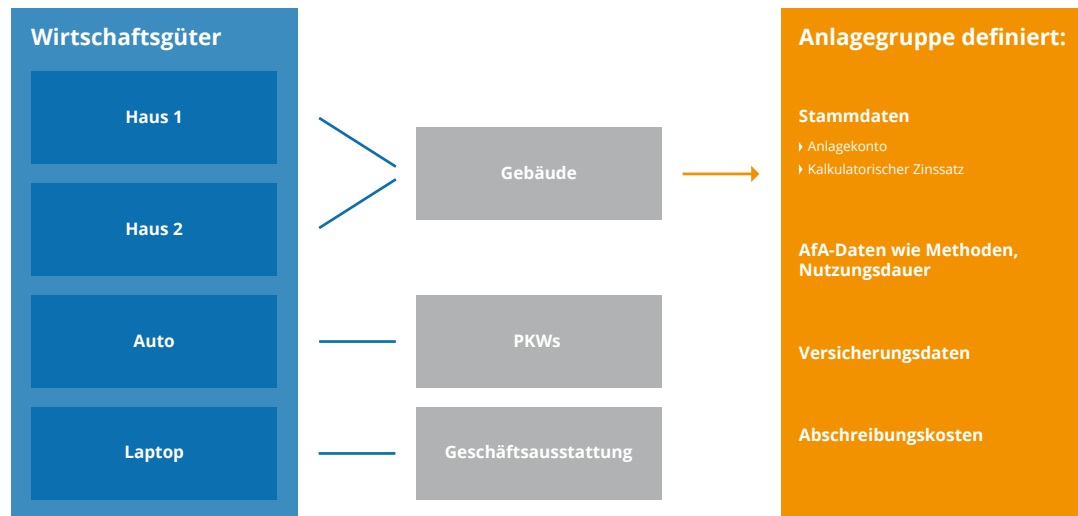 Wirtschaftsgüter
Haus 1
Haus 2
Auto
Laptop
Gebäude
PKWs
Geschäftsausstattung
Anlagegruppe definiert:
Stammdaten
Anlagekonto
Kalkulatorischer Zinssatz
AfA-Daten wie Methoden,
Nutzungsdauer
Versicherungsdaten
Abschreibungskosten